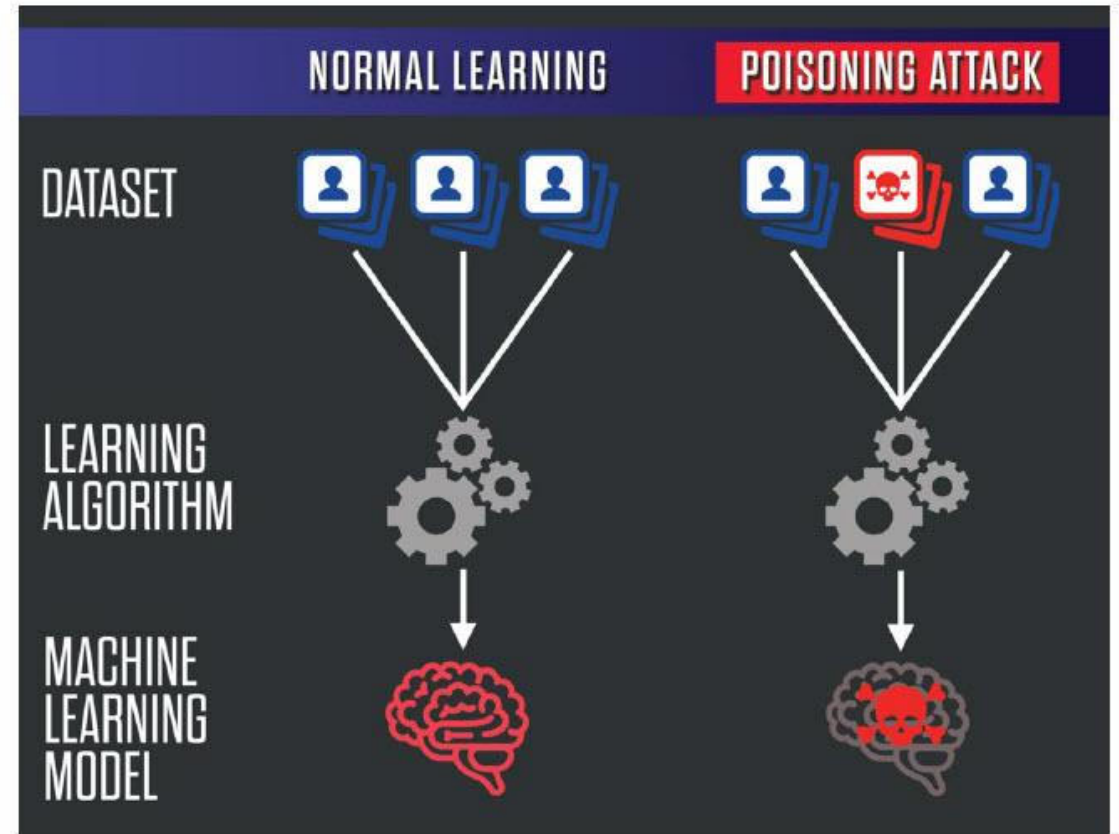 NORMAL LEARNING
POISONING ATTACK
DATASET
LEARNING
ALGORITHM
MACHINE
LEARNING
MODEL